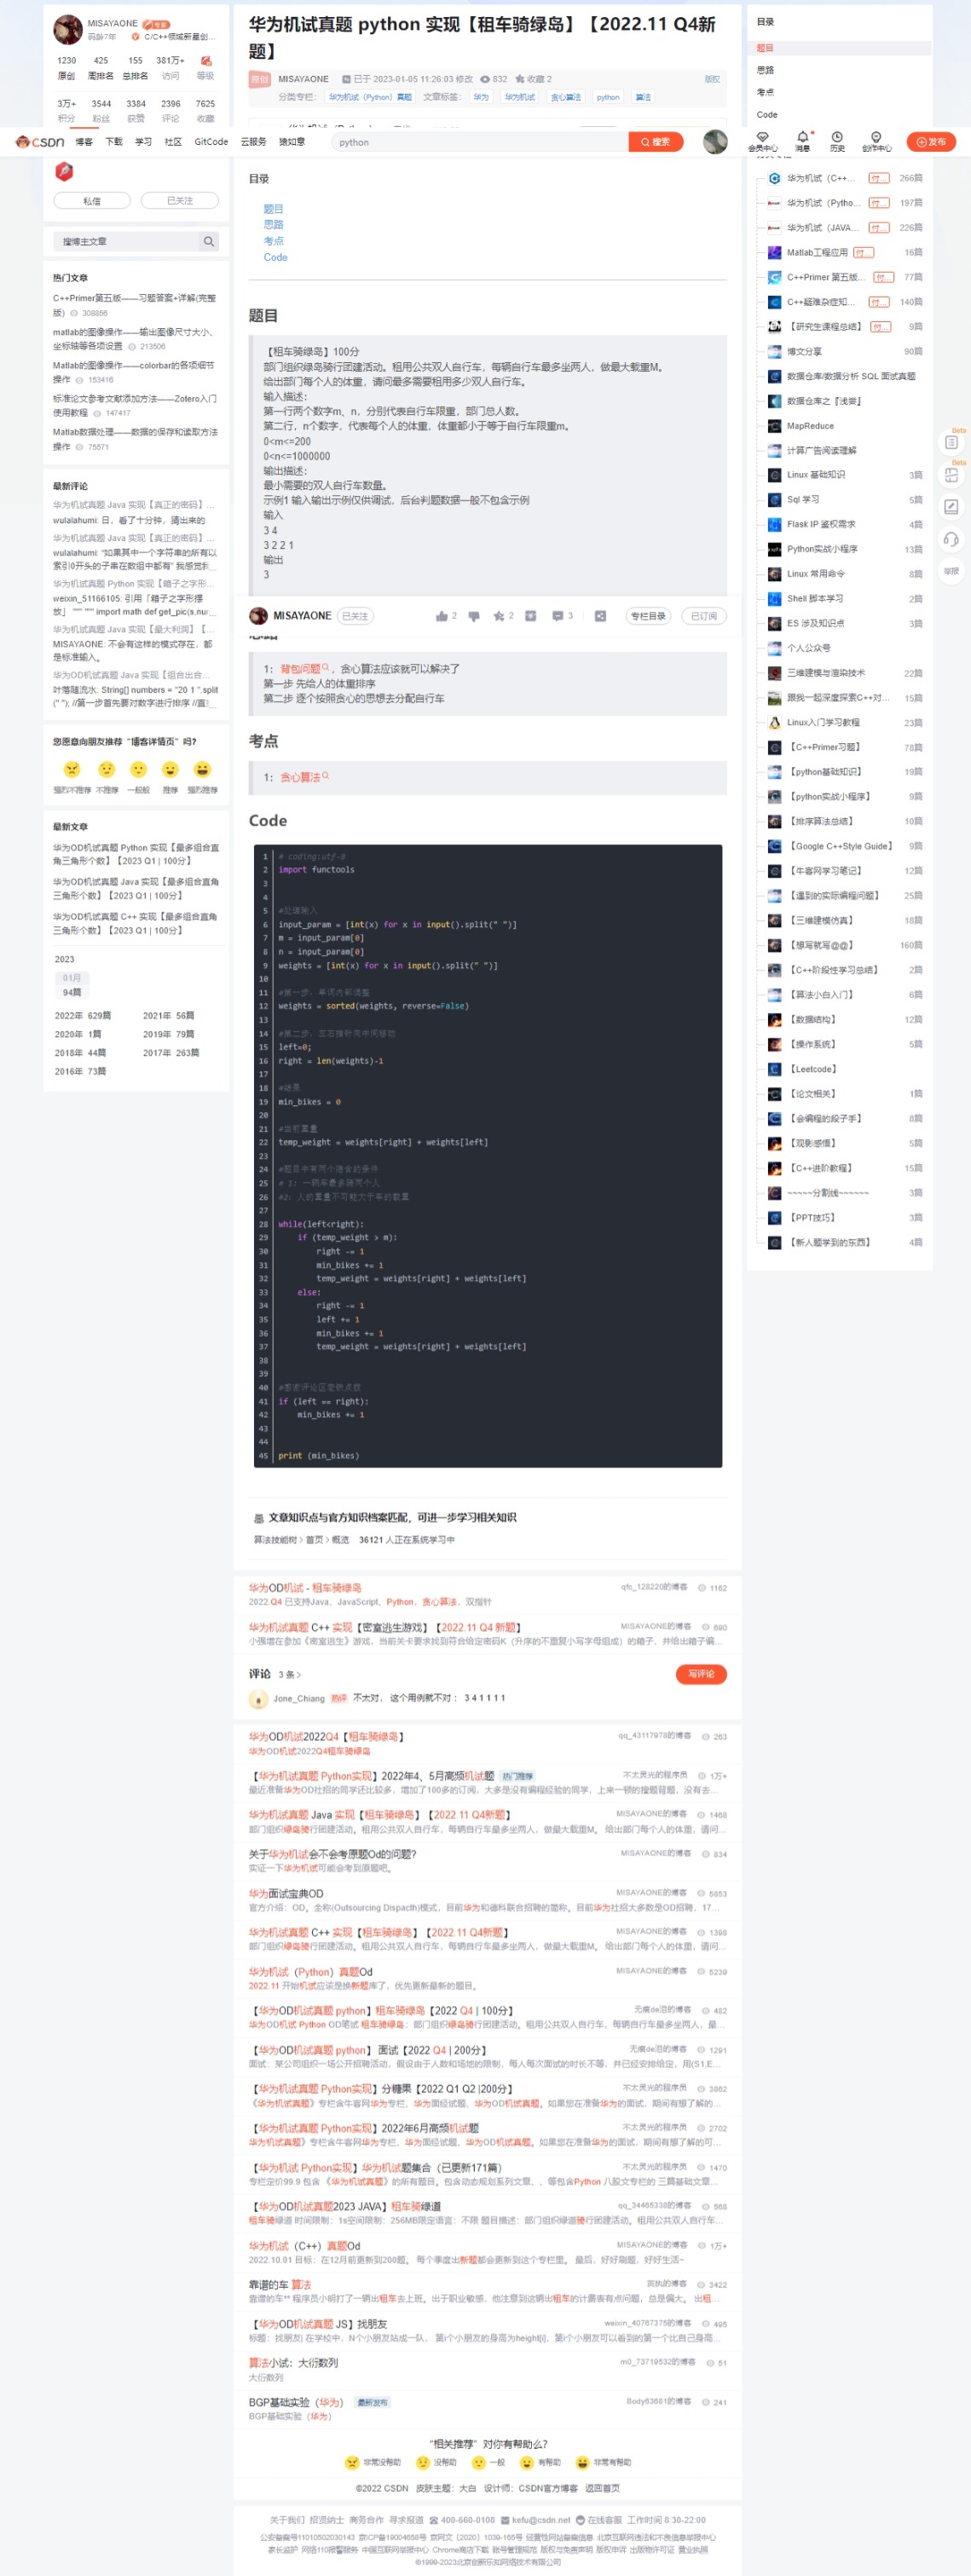 MISAYAONE
码龄7年
1230 425 155 381万+
原创 周排名 总排名 访问 等级
3万+ 3544 3384 2396 7625
积分 粉丝 获赞 评论 收藏
华为机试真题 python 实现【租车骑绿岛】【2022.11 Q4新
题】
原创 MISAYAONE 已于 2023-01-05 11:26:03 修改 832 收藏 2 版权
分类专栏： 华为机试（Python）真题 文章标签： 华为 华为机试 贪心算法 python 算法
目录
题目
思路
考点
Code
CSDN 博客 下载 学习 社区 GitCode 云服务 猿如意 python 搜索 会员中心 消息 历史 创作中心 发布
私信 已关注
搜博主文章
热门文章
C++Primer第五版——习题答案+详解(完整
版) 308856
matlab的图像操作——输出图像尺寸大小、
坐标轴等各项设置 213506
Matlab的图像操作——colorbar的各项细节
操作 153416
标准论文参考文献添加方法——Zotero入门
使用教程 147417
Matlab数据处理——数据的保存和读取方法
操作 75571
最新评论
华为机试真题 Java 实现【真正的密码】...
wulalahumi: 日，看了十分钟，猜出来的
华为机试真题 Java 实现【真正的密码】...
wulalahumi: “如果其中一个字符串的所有以
索引0开头的子串在数组中都有” 我感觉我
华为机试真题 Python 实现【箱子之字形...
weixin_51166105: 引用「箱子之字形摆
放」 """ """ import math def get_pic(s,nu
华为机试真题 Java 实现【最大利润】【...
MISAYAONE: 不会有这样的模式存在，都
是标准输入。
华为OD机试真题 Java 实现【组合出合...
叶落随流水: String[] numbers = "20 1 ".split
(" "); //第一步首先要对数字进行排序
您愿意向朋友推荐“博客详情页”吗？
强烈不推荐 不推荐 一般般 推荐 强烈推荐
最新文章
华为OD机试真题 Python 实现【最多组合直
角三角形个数】【2023 Q1 | 100分】
华为OD机试真题 Java 实现【最多组合直角
三角形个数】【2023 Q1 | 100分】
华为OD机试真题 C++ 实现【最多组合直角
三角形个数】【2023 Q1 | 100分】
2023
01月
94篇
2022年 629篇 2021年 56篇
2020年 1篇 2019年 79篇
2018年 44篇 2017年 263篇
2016年 73篇
目录
题目
思路
考点
Code
题目
【租车骑绿岛】100分
部门组织绿岛骑行团建活动。租用公共双人自行车，每辆自行车最多坐两人，做最大载重M。
给出部门每个人的体重，请问最多需要租用多少双人自行车。
输入描述：
第一行两个数字m、n，分别代表自行车限重，部门总人数。
第二行，n个数字，代表每个人的体重，体重都小于等于自行车限重m。
0<m<=200
0<n<=1000000
输出描述：
最小需要的双人自行车数量。
示例1 输入输出示例仅供调试，后台判题数据一般不包含示例
输入
3 4
3 2 2 1
输出
3
MISAYAONE 已关注 2 2 3 专栏目录 已订阅
1：背包问题，贪心算法应该就可以解决了
第一步 先给人的体重排序
第二步 逐个按照贪心的思想去分配自行车
考点
1：贪心算法
Code
1 # coding:utf-8
2 import functools
3
4
5 #处理输入
6 input_param = [int(x) for x in input().split(" ")]
7 m = input_param[0]
8 n = input_param[0]
9 weights = [int(x) for x in input().split(" ")]
10
11 #第一步，单词内部调整
12 weights = sorted(weights, reverse=False)
13
14 #第二步，左右指针向中间移动
15 left=0;
16 right = len(weights)-1
17
18 #结果
19 min_bikes = 0
20
21 #当前重量
22 temp_weight = weights[right] + weights[left]
23
24 #题目中有两个隐含的条件
25 # 1: 一辆车最多骑两个人
26 #2: 人的重量不可能大于车的载重
27
28 while(left<right):
29 if (temp_weight > m):
30 right -= 1
31 min_bikes += 1
32 temp_weight = weights[right] + weights[left]
33 else:
34 right -= 1
35 left += 1
36 min_bikes += 1
37 temp_weight = weights[right] + weights[left]
38
39
40 #感谢评论区老铁点拨
41 if (left == right):
42 min_bikes += 1
43
44
45 print (min_bikes)
文章知识点与官方知识档案匹配，可进一步学习相关知识
算法技能树 首页 概览 36121 人正在系统学习中
华为OD机试 - 租车骑绿岛 qfc_128220的博客 1162
2022.Q4 已支持Java、JavaScript、Python，贪心算法，双指针
华为机试真题 C++ 实现【密室逃生游戏】【2022.11 Q4 新题】 MISAYAONE的博客 690
小强增在参加《密室逃生》游戏，当前关卡要求找到符合给定密码K（升序的不重复小写字母组成）的箱子，并给出箱子编...
评论 3 条 写评论
Jone_Chiang 热评 不太对， 这个用例就不对： 3 4 1 1 1 1
华为OD机试2022Q4【租车骑绿岛】 qq_43117978的博客 263
华为OD机试2022Q4租车骑绿岛
【华为机试真题 Python实现】2022年4、5月高频机试题 热门推荐 不太灵光的程序员 1万+
最近准备华为OD社招的同学还比较多，增加了100多的订阅，大多是没有编程经验的同学，上来一顿的搜题背题，没有去...
华为机试真题 Java 实现【租车骑绿岛】【2022.11 Q4新题】 MISAYAONE的博客 1468
部门组织绿岛骑行团建活动。租用公共双人自行车，每辆自行车最多坐两人，做最大载重M。 给出部门每个人的体重，请问...
关于华为机试会不会考原题Od的问题？ MISAYAONE的博客 834
实证一下华为机试可能会考到原题吧。
华为面试宝典OD MISAYAONE的博客 5853
官方介绍：OD，全称(Outsourcing Dispacth)模式，目前华为和德科联合招聘的简称。目前华为社招大多数是OD招聘，17...
华为机试真题 C++ 实现【租车骑绿岛】【2022.11 Q4新题】 MISAYAONE的博客 1398
部门组织绿岛骑行团建活动。租用公共双人自行车，每辆自行车最多坐两人，做最大载重M。 给出部门每个人的体重，请问...
华为机试（Python）真题Od MISAYAONE的博客 5239
2022.11 开始机试应该是换新题库了，优先更新最新的题目。
【华为OD机试真题 python】租车骑绿岛【2022 Q4 | 100分】 无痕de泪的博客 482
华为OD机试 Python OD笔试 租车骑绿岛：部门组织绿岛骑行团建活动。租用公共双人自行车，每辆自行车最多坐两人，最...
【华为OD机试真题 python】 面试【2022 Q4 | 200分】 无痕de泪的博客 1291
面试：某公司组织一场公开招聘活动，假设由于人数和场地的限制，每人每次面试的时长不等，并已经安排给定，用(S1,E...
【华为机试真题 Python实现】分糖果【2022 Q1 Q2 |200分】 不太灵光的程序员 3862
《华为机试真题》专栏含牛客网华为专栏、华为面经试题、华为OD机试真题。如果您在准备华为的面试，期间有想了解的...
【华为机试真题 Python实现】2022年6月高频机试题 不太灵光的程序员 2702
华为机试真题》专栏含牛客网华为专栏、华为面经试题、华为OD机试真题。如果您在准备华为的面试，期间有想了解的可...
【华为机试 Python实现】华为机试题集合（已更新171篇） 不太灵光的程序员 1470
专栏定价99.9 包含 《华为机试真题》的所有题目。包含动态规划系列文章、、等包含Python 八股文专栏的 三篇基础文章...
【华为OD机试真题2023 JAVA】租车骑绿道 qq_34465338的博客 568
租车骑绿道 时间限制：1s空间限制：256MB限定语言：不限 题目描述：部门组织绿道骑行团建活动。租用公共双人自行车...
华为机试（C++）真题Od MISAYAONE的博客 1万+
2022.10.01 目标：在12月前更新到200题。 每个季度出新题都会更新到这个专栏里。 最后，好好刷题，好好生活~
靠谱的车 算法 3422
靠谱的车** 程序员小明打了一辆出租车去上班。出于职业敏感，他注意到这辆出租车的计费表有点问题，总是偏大。 出租...
【华为OD机试真题 JS】找朋友 weixin_40767375的博客 495
标题：找朋友| 在学校中，N个小朋友站成一队， 第i个小朋友的身高为height[i]，第i个小朋友可以看到的第一个比自己身高...
算法小试：大衍数列 m0_73719532的博客 51
大衍数列
BGP基础实验（华为） 最新发布 Body63681的博客 241
BGP基础实验（华为）
“相关推荐”对你有帮助么？
非常没帮助 没帮助 一般 有帮助 非常有帮助
©2022 CSDN 皮肤主题：大白 设计师：CSDN官方博客 返回首页
关于我们 招贤纳士 商务合作 寻求报道 400-660-0108 kefu@csdn.net 在线客服 工作时间 8:30-22:00
公安备案号11010502030143 京ICP备19004658号 京网文〔2020〕1039-165号 经营性网站备案信息 北京互联网违法和不良信息举报中心
家长监护 网络110报警服务 中国互联网举报中心 Chrome商店下载 账号管理规范 版权与免责声明 版权申诉 出版物许可证 营业执照
©1999-2023北京创新乐知网络技术有限公司
华为机试（C++... 付... 266篇
华为机试（Pytho... 付... 197篇
华为机试（JAVA... 付... 226篇
Matlab工程应用 付... 16篇
C++Primer 第五版... 付... 77篇
C++疑难杂症知... 付... 140篇
【研究生课程总结】 付... 9篇
博文分享 90篇
数据仓库/数据分析 SQL 面试真题
数据仓库之『浅尝』
MapReduce
计算广告阅读理解
Linux 基础知识 3篇
Sql 学习 5篇
Flask IP 鉴权需求 4篇
Python实战小程序 13篇
Linux 常用命令 8篇
Shell 脚本学习 2篇
ES 涉及知识点 3篇
个人公众号
三维建模与渲染技术 22篇
跟我一起深度探索C++对... 15篇
Linux入门学习教程 23篇
【C++Primer习题】 78篇
【python基础知识】 19篇
【python实战小程序】 9篇
【排序算法总结】 10篇
【Google C++Style Guide】 9篇
【牛客网学习笔记】 12篇
【遇到的实际编程问题】 25篇
【三维建模仿真】 18篇
【想写就写@@】 160篇
【C++阶段性学习总结】 2篇
【算法小白入门】 6篇
【数据结构】 12篇
【操作系统】 5篇
【Leetcode】
【论文相关】 1篇
【会编程的段子手】 8篇
【观影感悟】 5篇
【C++进阶教程】 15篇
~~~~~分割线~~~~~~ 3篇
【PPT技巧】 3篇
【新人题学到的东西】 4篇
Beta
Beta
举报